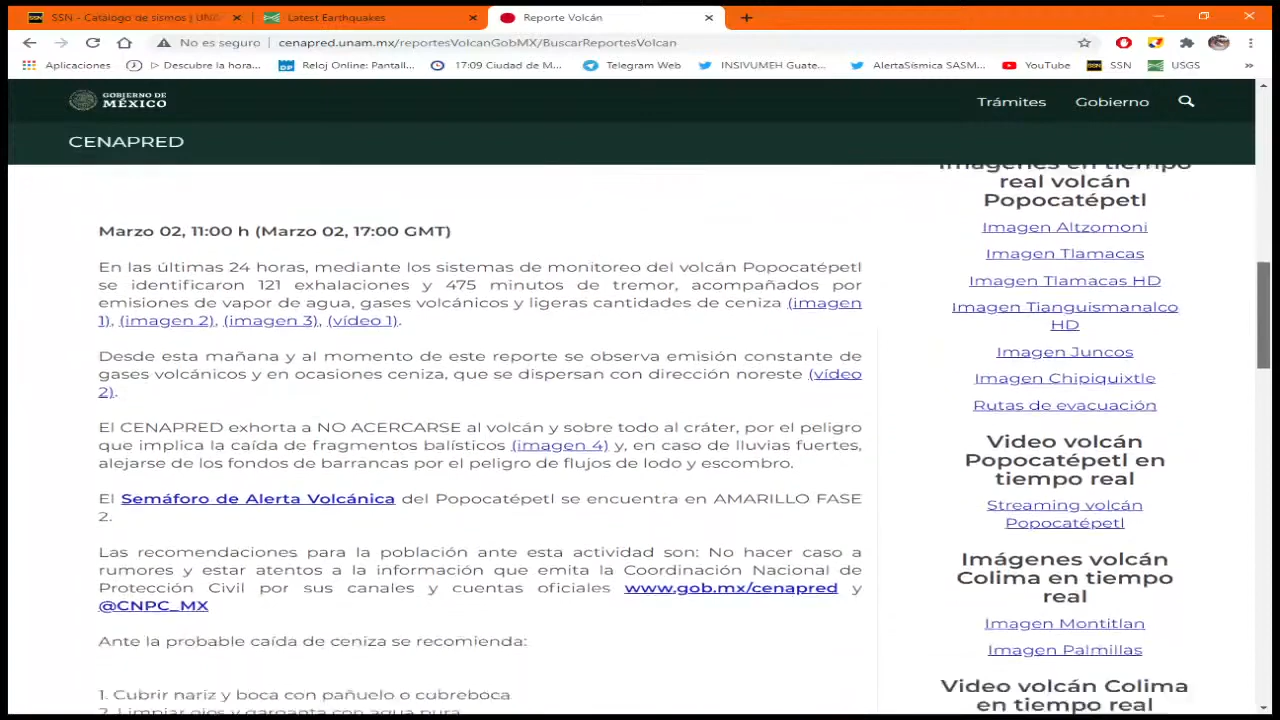 SSN - Catálogo de sismos | UNA
Latest Earthquakes
Reporte Volcán
No es seguro
cenapred.unam.mx/reportesVolcanGobMX/BuscarReportesVolcan
Aplicaciones
▷ Descubre la hora...
Reloj Online: Pantall...
17:09 Ciudad de M...
Telegram Web
INSIVUMEH Guate...
AlertaSísmica SASM...
YouTube
SSN
USGS
GOBIERNO DE
MÉXICO
Trámites
Gobierno
CENAPRED
Marzo 02, 11:00 h (Marzo 02, 17:00 GMT)
En las últimas 24 horas, mediante los sistemas de monitoreo del volcán Popocatépetl
se identificaron 121 exhalaciones y 475 minutos de tremor, acompañados por
emisiones de vapor de agua, gases volcánicos y ligeras cantidades de ceniza (imagen
1), (imagen 2), (imagen 3), (vídeo 1).
Desde esta mañana y al momento de este reporte se observa emisión constante de
gases volcánicos y en ocasiones ceniza, que se dispersan con dirección noreste (vídeo
2).
El CENAPRED exhorta a NO ACERCARSE al volcán y sobre todo al cráter, por el peligro
que implica la caída de fragmentos balísticos (imagen 4) y, en caso de lluvias fuertes,
alejarse de los fondos de barrancas por el peligro de flujos de lodo y escombro.
El Semáforo de Alerta Volcánica del Popocatépetl se encuentra en AMARILLO FASE
2.
Las recomendaciones para la población ante esta actividad son: No hacer caso a
rumores y estar atentos a la información que emita la Coordinación Nacional de
Protección Civil por sus canales y cuentas oficiales www.gob.mx/cenapred y
@CNPC_MX
Ante la probable caída de ceniza se recomienda:
1. Cubrir nariz y boca con pañuelo o cubreboca
2. Limpiar ojos y garganta con agua pura
Imágenes en tiempo
real volcán
Popocatépetl
Imagen Altzomoni
Imagen Tlamacas
Imagen Tlamacas HD
Imagen Tianguismanalco
HD
Imagen Juncos
Imagen Chipiquixtle
Rutas de evacuación
Video volcán
Popocatépetl en
tiempo real
Streaming volcán
Popocatépetl
Imágenes volcán
Colima en tiempo
real
Imagen Montitlan
Imagen Palmillas
Video volcán Colima
en tiempo real